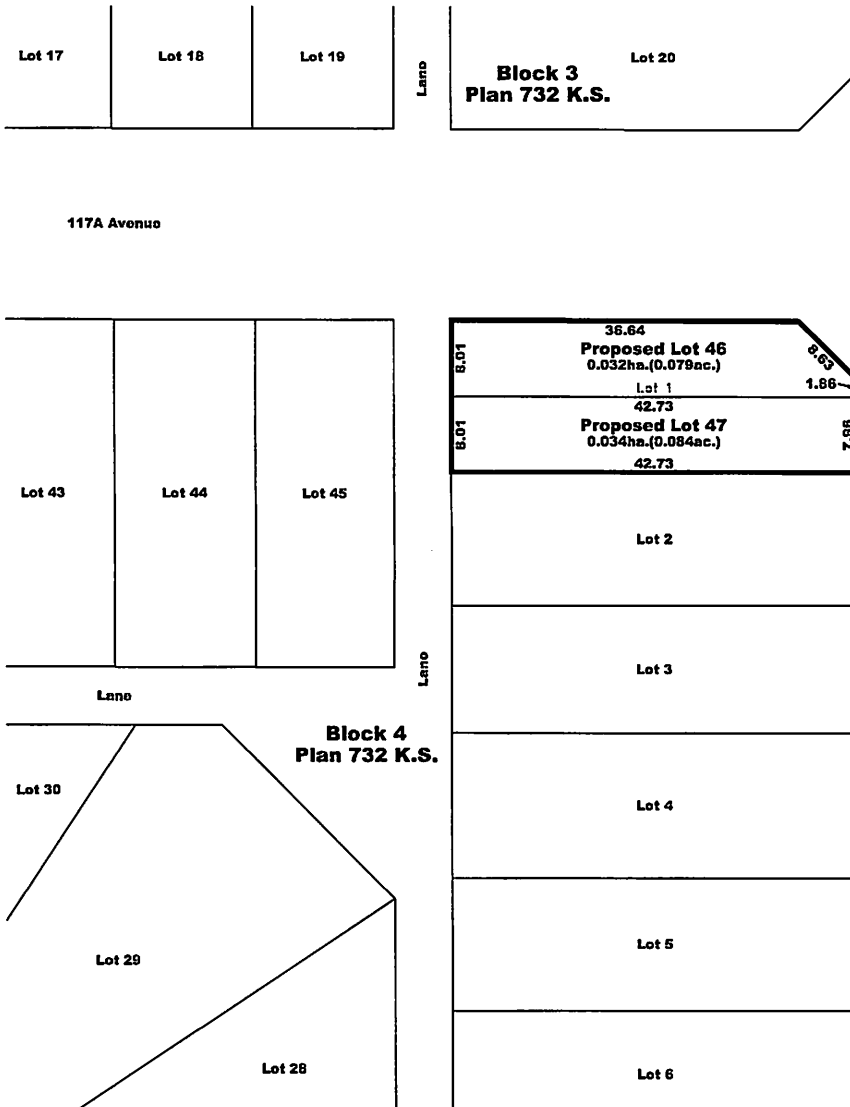 Lot 17
Lot 18
Lot 19
Lane
Block 3
Plan 732 K.S.
Lot 20
117A Avenue
36.64
8.01
Proposed Lot 46
0.032ha.(0.079ac.)
8.63
1.86
Lot 1
42.73
8.01
Proposed Lot 47
0.034ha.(0.084ac.)
7.96
42.73
Lot 43
Lot 44
Lot 45
Lot 2
Lot 3
Lane
Lane
Block 4
Plan 732 K.S.
Lot 30
Lot 4
Lot 29
Lot 5
Lot 28
Lot 6